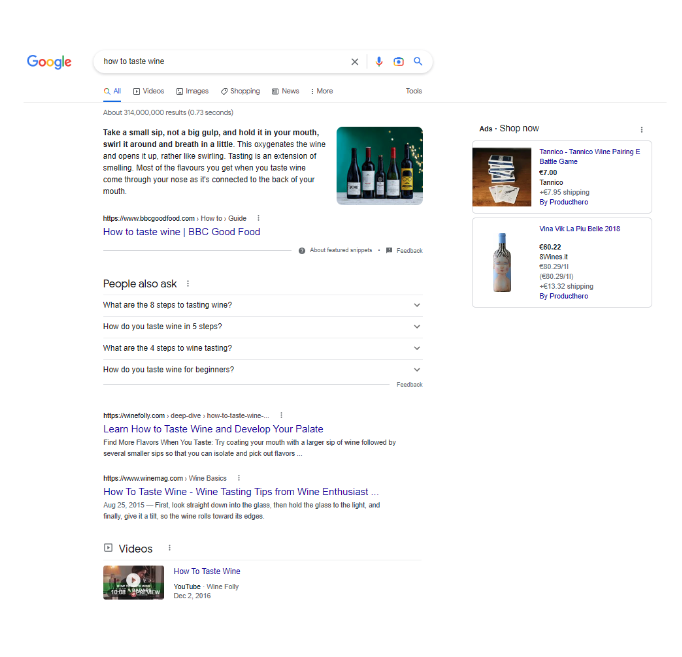 Google
how to taste wine
All
Videos
Images
Shopping
News
More
Tools
About 314,000,000 results (0.73 seconds)
Take a small sip, not a big gulp, and hold it in your mouth,
swirl it around and breath in a little. This oxygenates the wine
and opens it up, rather like swirling. Tasting is an extension of
smelling. Most of the flavours you get when you taste wine
come through your nose as it's connected to the back of your
mouth.
https://www.bbcgoodfood.com › How to › Guide
How to taste wine | BBC Good Food
About featured snippets • Feedback
People also ask
What are the 8 steps to tasting wine?
How do you taste wine in 5 steps?
What are the 4 steps to wine tasting?
How do you taste wine for beginners?
Feedback
https://winefolly.com › deep-dive › how-to-taste-wine-...
Learn How to Taste Wine and Develop Your Palate
Find More Flavors When You Taste: Try coating your mouth with a larger sip of wine followed by
several smaller sips so that you can isolate and pick out flavors ...
https://www.winemag.com › Wine Basics
How To Taste Wine - Wine Tasting Tips from Wine Enthusiast ...
Aug 25, 2015 — First, look straight down into the glass, then hold the glass to the light, and
finally, give it a tilt, so the wine rolls toward its edges.
Videos
10:08
PREVIEW
How To Taste Wine
YouTube · Wine Folly
Dec 2, 2016
Ads · Shop now
Tannico - Tannico Wine Pairing E
Battle Game
€7.00
Tannico
+€7.95 shipping
By Producthero
Vina Vik La Piu Belle 2018
€80.22
8Wines it
€80.29/1l
(€80.29/1l)
+€13.32 shipping
By Producthero